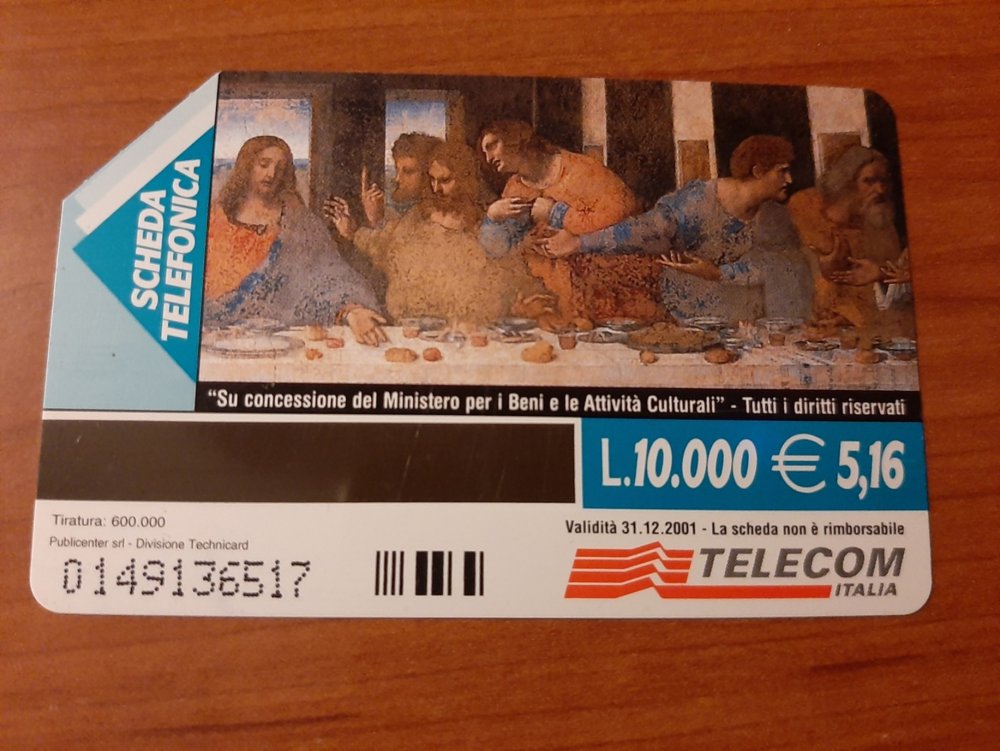 SCHEDA
TELEFONICA
"Su concessione del Ministero per i Beni e le Attività Culturali" - Tutti i diritti riservati
L.10.000 € 5,16
Tiratura: 600.000
Publicenter srl - Divisione Technicard
0149136517
Validità 31.12.2001 - La scheda non è rimborsabile
TELECOM
ITALIA